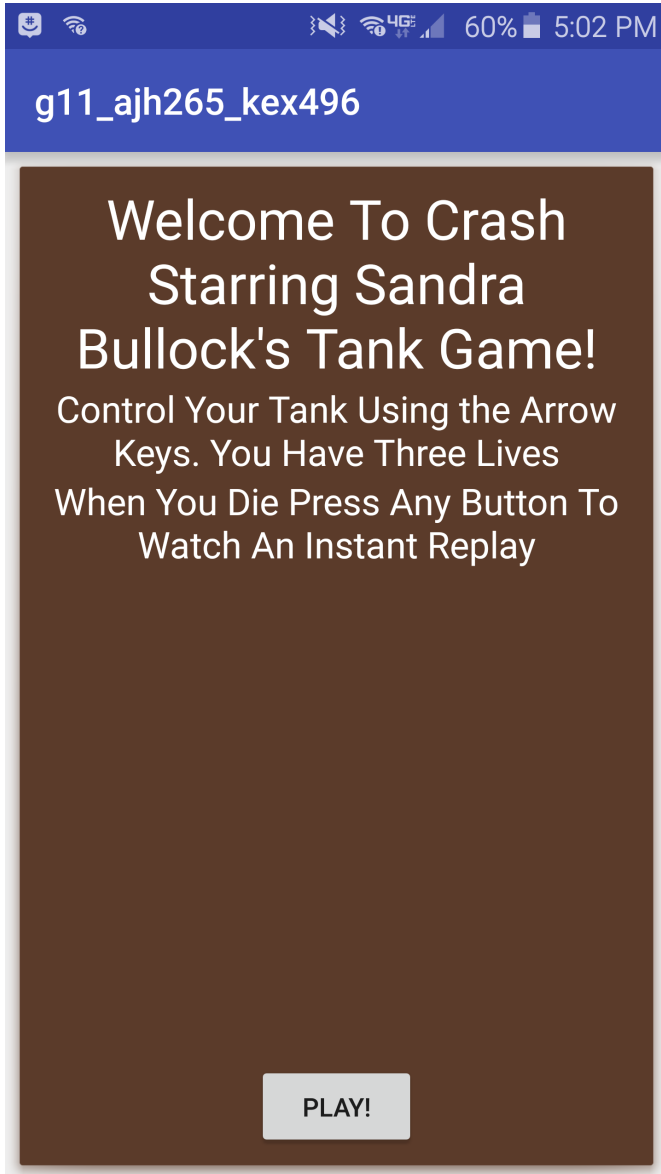 4G 60% 5:02 PM
g11_ajh265_kex496
Welcome To Crash
Starring Sandra
Bullock's Tank Game!
Control Your Tank Using the Arrow
Keys. You Have Three Lives
When You Die Press Any Button To
Watch An Instant Replay
PLAY!